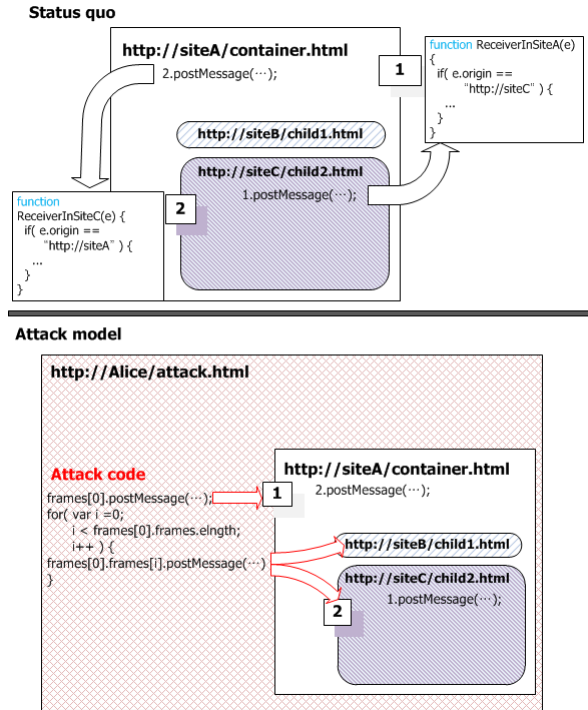 Status quo
http://siteA/container.html
2.postMessage(⋯);
1
function ReceiverInSiteA(e)
{
if( e.origin ==
“http://siteC” ) {
...
}
}
http://siteB/child1.html
http://siteC/child2.html
1.postMessage(⋯);
2
function
ReceiverInSiteC(e) {
if( e.origin ==
“http://siteA” ) {
...
}
}
Attack model
http://Alice/attack.html
Attack code
frames[0].postMessage(⋯);
for( var i =0;
i < frames[0].frames.elngth;
i++ ) {
frames[0].frames[i].postMessage(⋯)
}
http://siteA/container.html
1
2.postMessage(⋯);
http://siteB/child1.html
http://siteC/child2.html
1.postMessage(⋯);
2